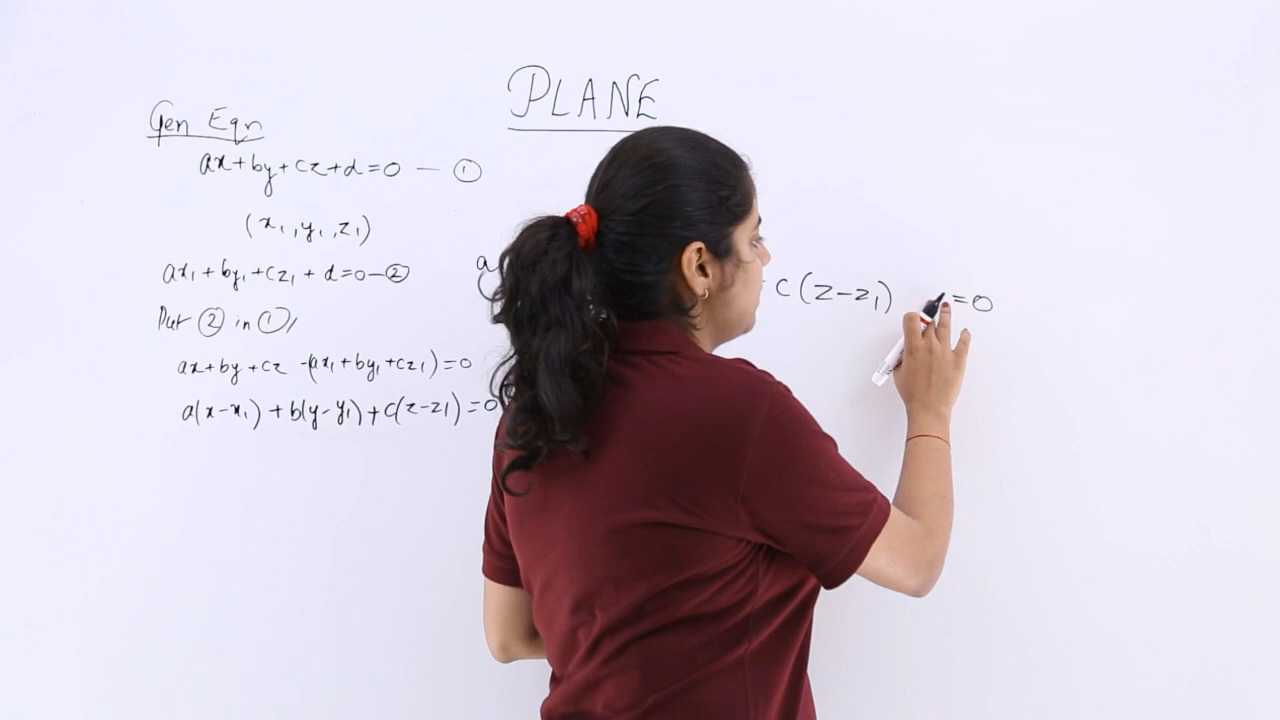 PLANE
Gen Eqn
ax+by+cz+d=0 — ①
(x₁,y₁,z₁)
ax₁+by₁+cz₁+d=0—②
Put ② in ①,
ax+by+cz -(ax₁+by₁+cz₁)=0
a(x-x₁)+b(y-y₁)+c(z-z₁)=0
a
c(z-z₁) =0